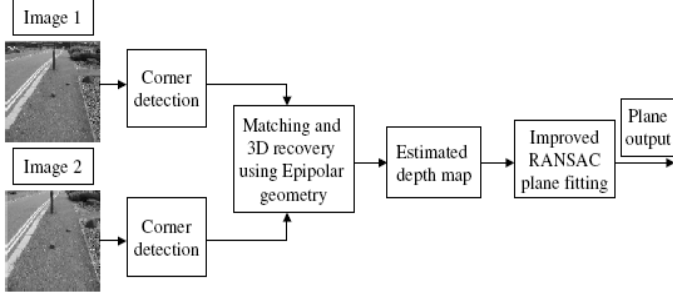 Image 1
Corner
detection
Image 2
Corner
detection
Matching and
3D recovery
using Epipolar
geometry
Estimated
depth map
Improved
RANSAC
plane fitting
Plane
output